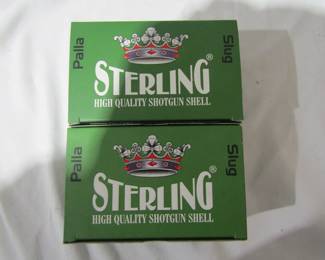 Palla
STERLING®
HIGH QUALITY SHOTGUN SHELL
Slug
Palla
STERLING®
HIGH QUALITY SHOTGUN SHELL
Slug